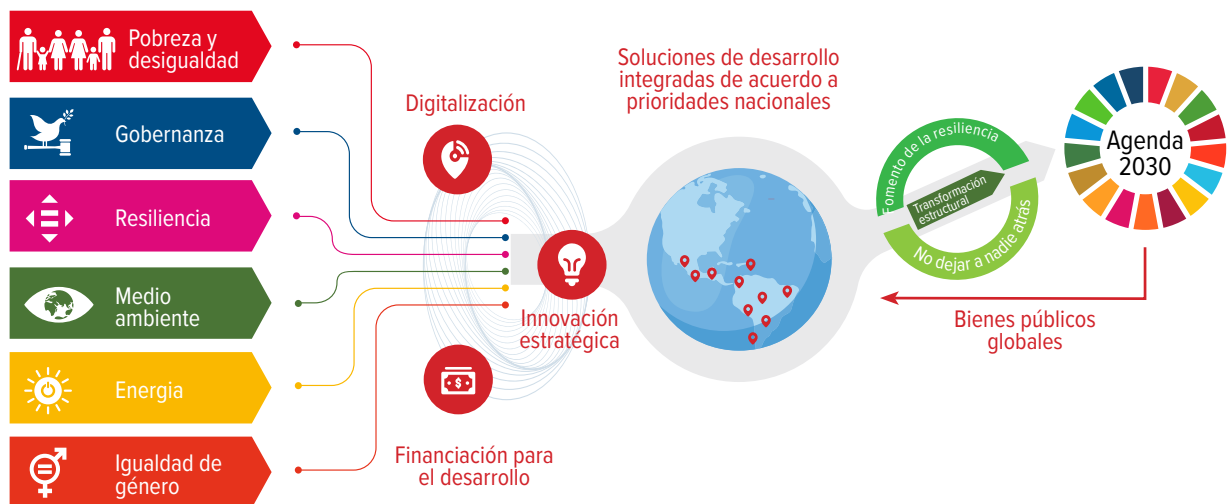 Pobreza y
desigualdad
Gobernanza
Resiliencia
Medio
ambiente
Energia
Igualdad de
género
Digitalización
Innovación
estratégica
$
Financiación para
el desarrollo
Soluciones de desarrollo
integradas de acuerdo a
prioridades nacionales
Fomento de la resiliencia
Transformación
estructural
No dejar a nadie atrás
Agenda
2030
Bienes públicos
globales